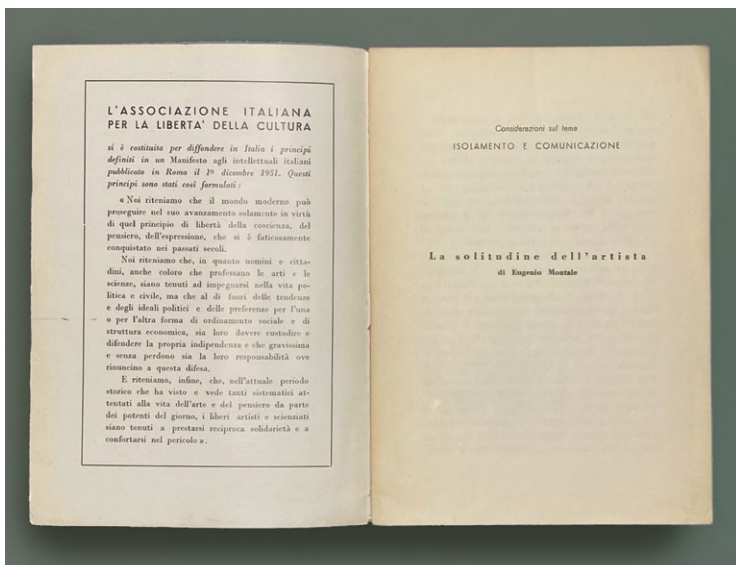 L'ASSOCIAZIONE ITALIANA
PER LA LIBERTA' DELLA CULTURA
si è costituita per diffondere in Italia i principi
definiti in un Manifesto agli intellettuali italiani
pubblicato in Roma il 1º dicembre 1951. Questi
principi sono stati così formulati :
« Noi riteniamo che il mondo moderno può
proseguire nel suo avanzamento solamente in virtù
di quel principio di libertà della coscienza, del
pensiero, dell'espressione, che si è faticosamente
conquistato nei passati secoli.
Noi riteniamo che, in quanto uomini e citta-
dini, anche coloro che professano le arti e le
scienze, siano tenuti ad impegnarsi nella vita po-
litica e civile, ma che al di fuori delle tendenze
e degli ideali politici e delle preferenze per l'una
o per l'altra forma di ordinamento sociale e di
struttura economica, sia loro dovere custodire e
difendere la propria indipendenza e che gravissima
e senza perdono sia la loro responsabilità ove
rinuncino a questa difesa.
E riteniamo, infine, che, nell'attuale periodo
storico che ha visto e vede tanti sistematici at-
tentati alla vita dell'arte e del pensiero da parte
dei potenti del giorno, i liberi artisti e scienziati
siano tenuti a prestarsi reciproca solidarietà e a
confortarsi nel pericolo ».
Considerazioni sul tema
ISOLAMENTO E COMUNICAZIONE
La solitudine dell'artista
di Eugenio Montale